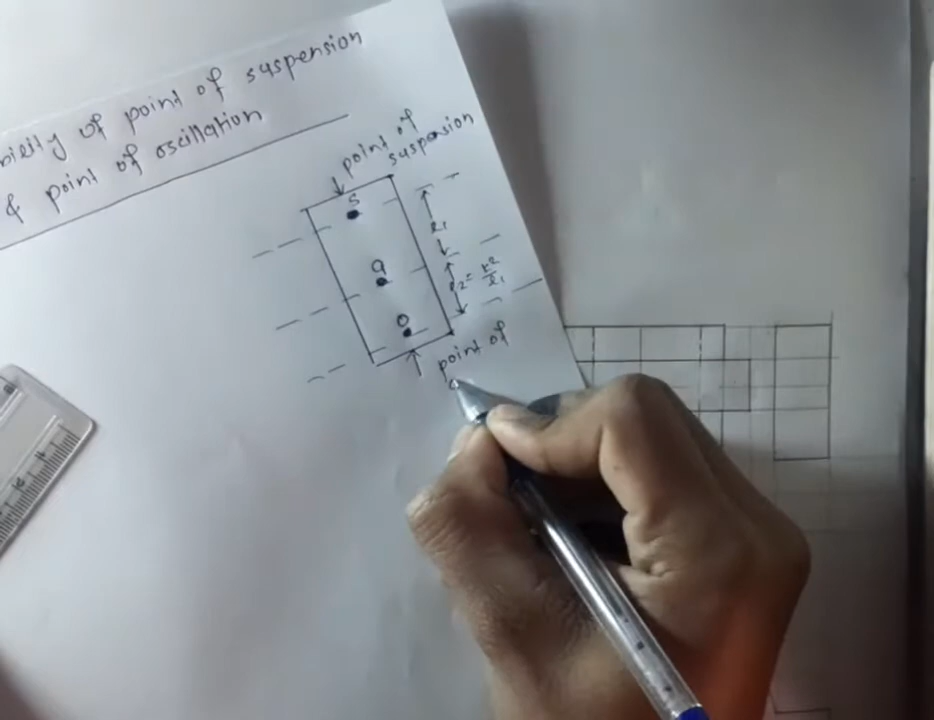 of point of suspension
& point of oscillation
point of
suspension
S
l₁
G
l₂ = k²/l₁
O
point of